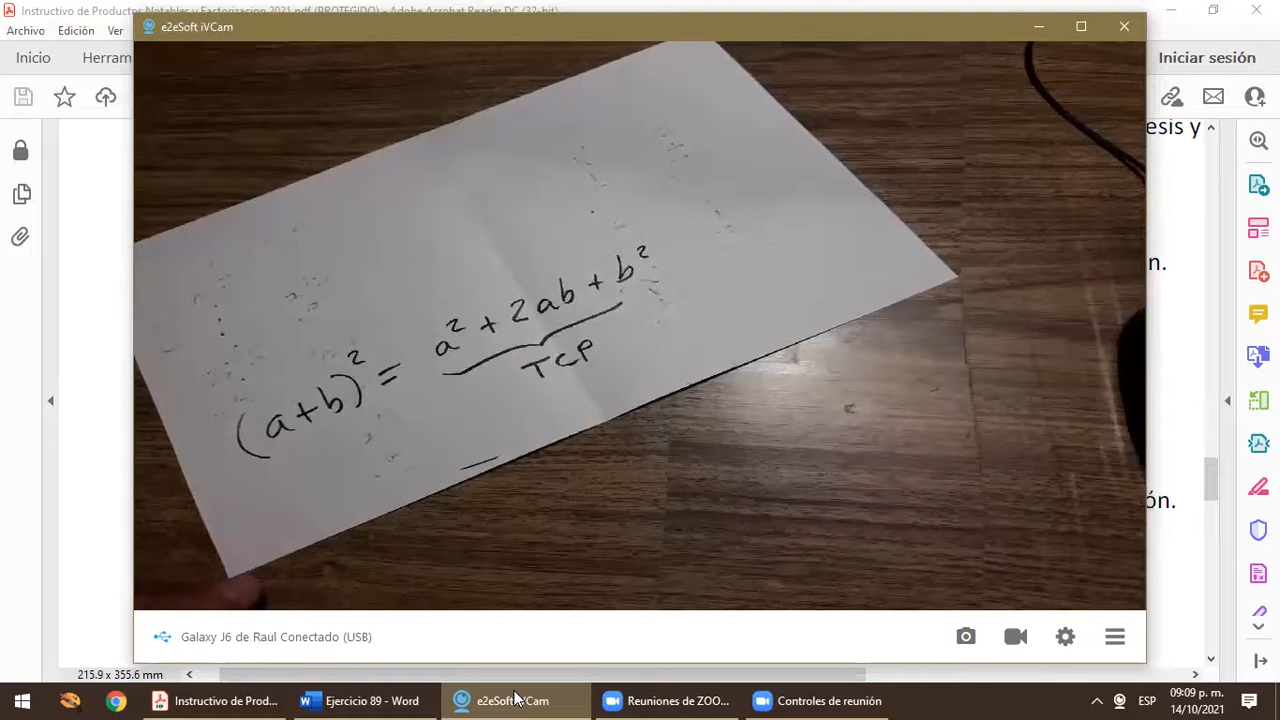 Instructivo de Productos Notables y Factorizacion 2021.pdf (PROTEGIDO) - Adobe Acrobat Reader DC (32-bit)
Archivo Edición Ver
e2eSoft iVCam
Inicio Herram
Iniciar sesión
esis y
n.
(a+b)² = a² + 2ab + b²
TCP
ón.
Galaxy J6 de Raul Conectado (USB)
215.9 x 355.6 mm
Instructivo de Prod...
Ejercicio 89 - Word
e2eSoft iVCam
Reuniones de ZOO...
Controles de reunión
ESP
09:09 p. m.
14/10/2021